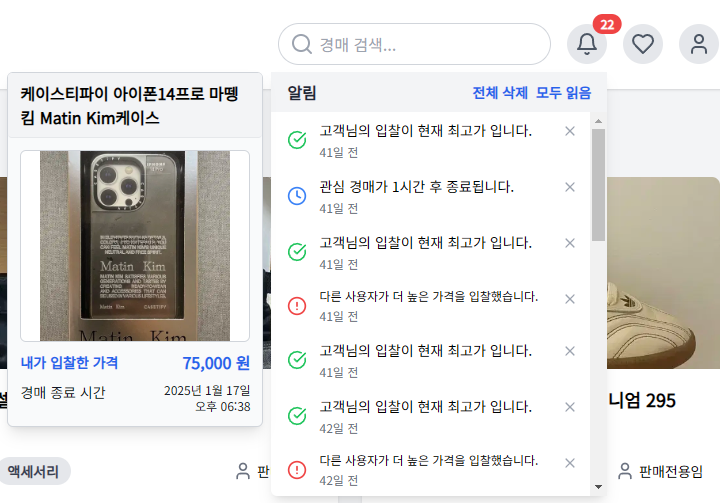 경매 검색...
22
케이스티파이 아이폰14프로 마뗑
킴 Matin Kim케이스
Matin Kim
Matin Kim
CASETIFY
Matin Kim
내가 입찰한 가격 75,000 원
경매 종료 시간 2025년 1월 17일
오후 06:38
알림 전체 삭제 모두 읽음
고객님의 입찰이 현재 최고가 입니다.
41일 전
관심 경매가 1시간 후 종료됩니다.
41일 전
고객님의 입찰이 현재 최고가 입니다.
41일 전
다른 사용자가 더 높은 가격을 입찰했습니다.
41일 전
고객님의 입찰이 현재 최고가 입니다.
41일 전
고객님의 입찰이 현재 최고가 입니다.
42일 전
다른 사용자가 더 높은 가격을 입찰했습니다.
42일 전
니엄 295
액세서리
판
판매전용임